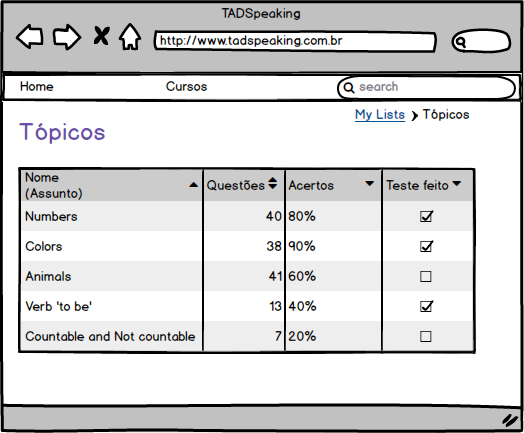 TADSpeaking
http://www.tadspeaking.com.br
Home Cursos search
My Lists Tópicos
Tópicos
Nome (Assunto) Questões Acertos Teste feito
Numbers 40 80%
Colors 38 90%
Animals 41 60%
Verb 'to be' 13 40%
Countable and Not countable 7 20%